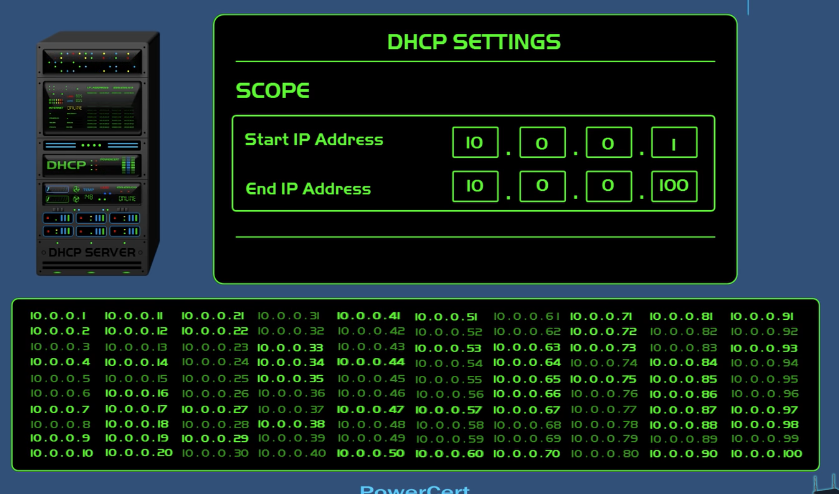 DHCP SETTINGS
SCOPE
Start IP Address 10 . 0 . 0 . 1
End IP Address 10 . 0 . 0 . 100
ONLINE
DHCP
ONLINE
DHCP SERVER
10.0.0.1 10.0.0.11 10.0.0.21 10.0.0.31 10.0.0.41 10.0.0.51 10.0.0.61 10.0.0.71 10.0.0.81 10.0.0.91
10.0.0.2 10.0.0.12 10.0.0.22 10.0.0.32 10.0.0.42 10.0.0.52 10.0.0.62 10.0.0.72 10.0.0.82 10.0.0.92
10.0.0.3 10.0.0.13 10.0.0.23 10.0.0.33 10.0.0.43 10.0.0.53 10.0.0.63 10.0.0.73 10.0.0.83 10.0.0.93
10.0.0.4 10.0.0.14 10.0.0.24 10.0.0.34 10.0.0.44 10.0.0.54 10.0.0.64 10.0.0.74 10.0.0.84 10.0.0.94
10.0.0.5 10.0.0.15 10.0.0.25 10.0.0.35 10.0.0.45 10.0.0.55 10.0.0.65 10.0.0.75 10.0.0.85 10.0.0.95
10.0.0.6 10.0.0.16 10.0.0.26 10.0.0.36 10.0.0.46 10.0.0.56 10.0.0.66 10.0.0.76 10.0.0.86 10.0.0.96
10.0.0.7 10.0.0.17 10.0.0.27 10.0.0.37 10.0.0.47 10.0.0.57 10.0.0.67 10.0.0.77 10.0.0.87 10.0.0.97
10.0.0.8 10.0.0.18 10.0.0.28 10.0.0.38 10.0.0.48 10.0.0.58 10.0.0.68 10.0.0.78 10.0.0.88 10.0.0.98
10.0.0.9 10.0.0.19 10.0.0.29 10.0.0.39 10.0.0.49 10.0.0.59 10.0.0.69 10.0.0.79 10.0.0.89 10.0.0.99
10.0.0.10 10.0.0.20 10.0.0.30 10.0.0.40 10.0.0.50 10.0.0.60 10.0.0.70 10.0.0.80 10.0.0.90 10.0.0.100
PowerCert